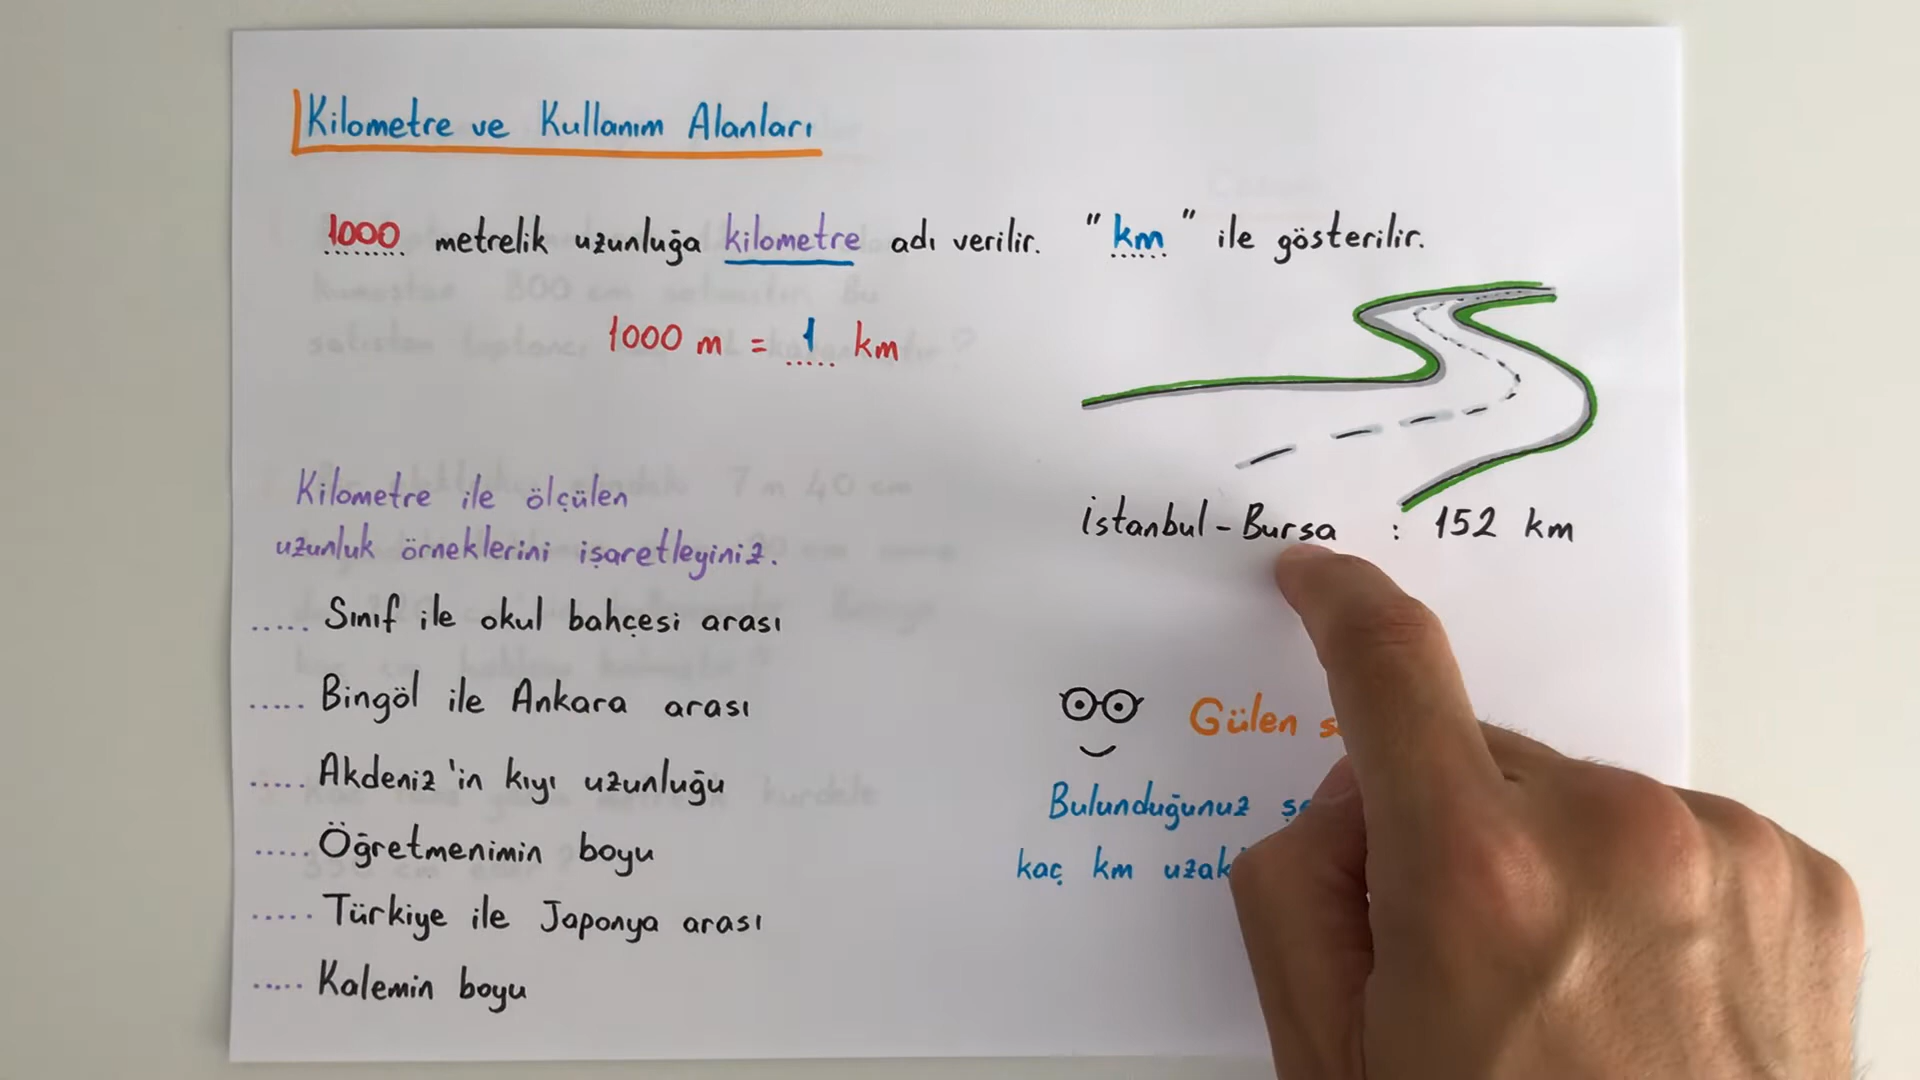 Kilometre ve Kullanım Alanları
1000 metrelik uzunluğa kilometre adı verilir. "km" ile gösterilir.
1000 m = 1 km
İstanbul - Bursa : 152 km
Kilometre ile ölçülen
uzunluk örneklerini işaretleyiniz.
..... Sınıf ile okul bahçesi arası
..... Bingöl ile Ankara arası
..... Akdeniz'in kıyı uzunluğu
..... Öğretmenimin boyu
..... Türkiye ile Japonya arası
..... Kalemin boyu
Gülen
Bulunduğunuz
kaç km